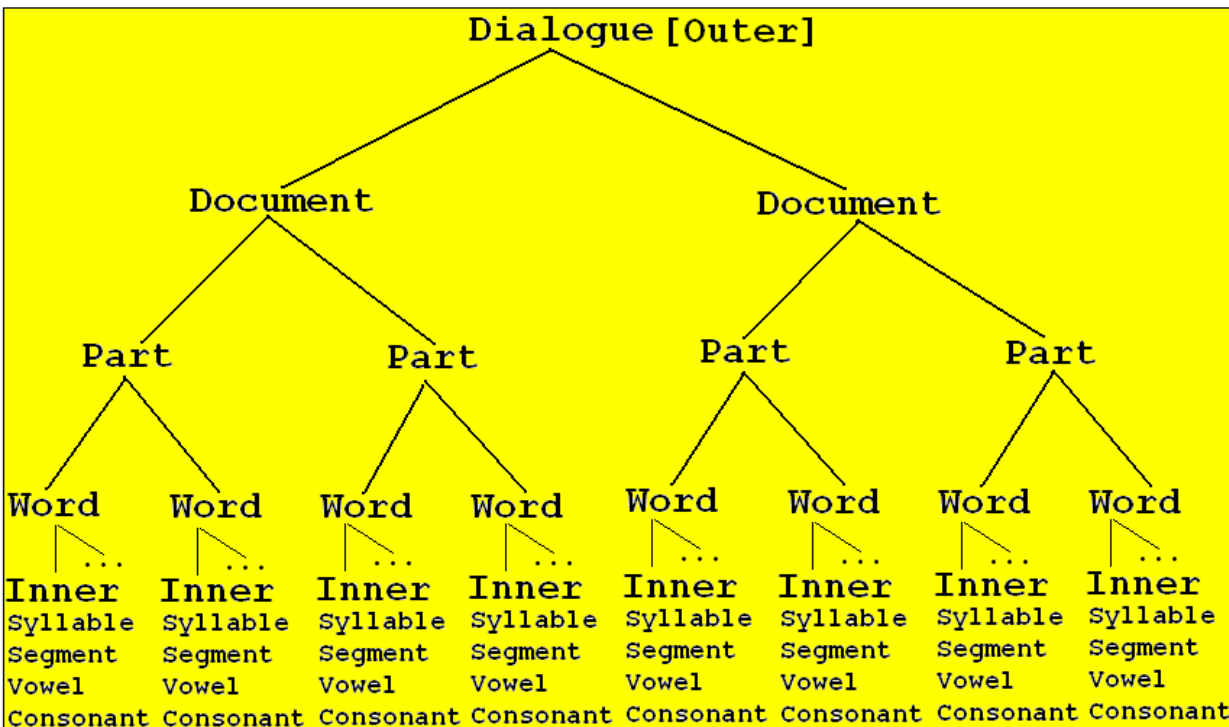 Dialogue [Outer]
Document Document
Part Part Part Part
Word Word Word Word Word Word Word Word
... ... ... ... ... ... ... ...
Inner Inner Inner Inner Inner Inner Inner Inner
Syllable Syllable Syllable Syllable Syllable Syllable Syllable Syllable
Segment Segment Segment Segment Segment Segment Segment Segment
Vowel Vowel Vowel Vowel Vowel Vowel Vowel Vowel
Consonant Consonant Consonant Consonant Consonant Consonant Consonant Consonant